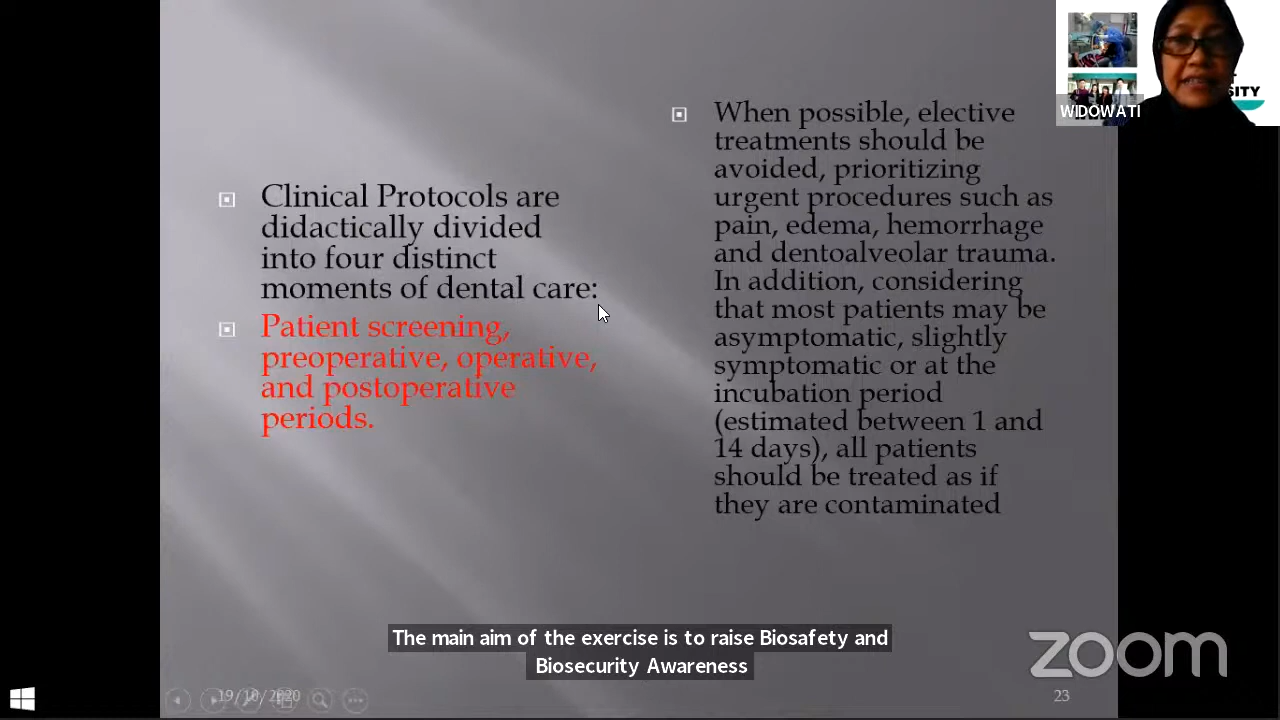 Clinical Protocols are
didactically divided
into four distinct
moments of dental care:
Patient screening,
preoperative, operative,
and postoperative
periods.
When possible, elective
treatments should be
avoided, prioritizing
urgent procedures such as
pain, edema, hemorrhage
and dentoalveolar trauma.
In addition, considering
that most patients may be
asymptomatic, slightly
symptomatic or at the
incubation period
(estimated between 1 and
14 days), all patients
should be treated as if
they are contaminated
WIDOWATI
SITY
The main aim of the exercise is to raise Biosafety and
Biosecurity Awareness
zoom
19/10/2020
23